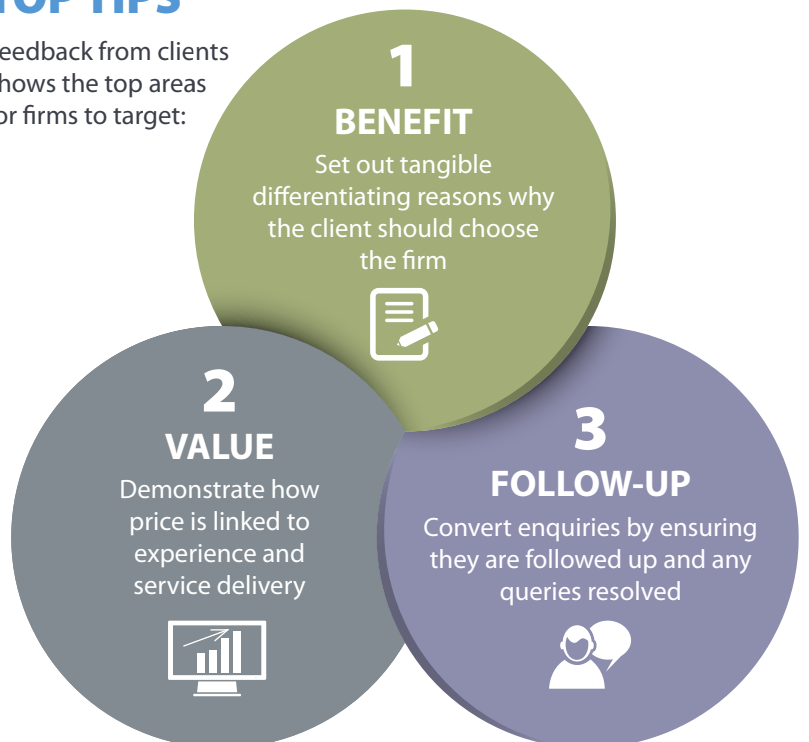 TOP TIPS
eedback from clients
hows the top areas
or firms to target:
1
BENEFIT
Set out tangible
differentiating reasons why
the client should choose
the firm
2
VALUE
Demonstrate how
price is linked to
experience and
service delivery
3
FOLLOW-UP
Convert enquiries by ensuring
they are followed up and any
queries resolved